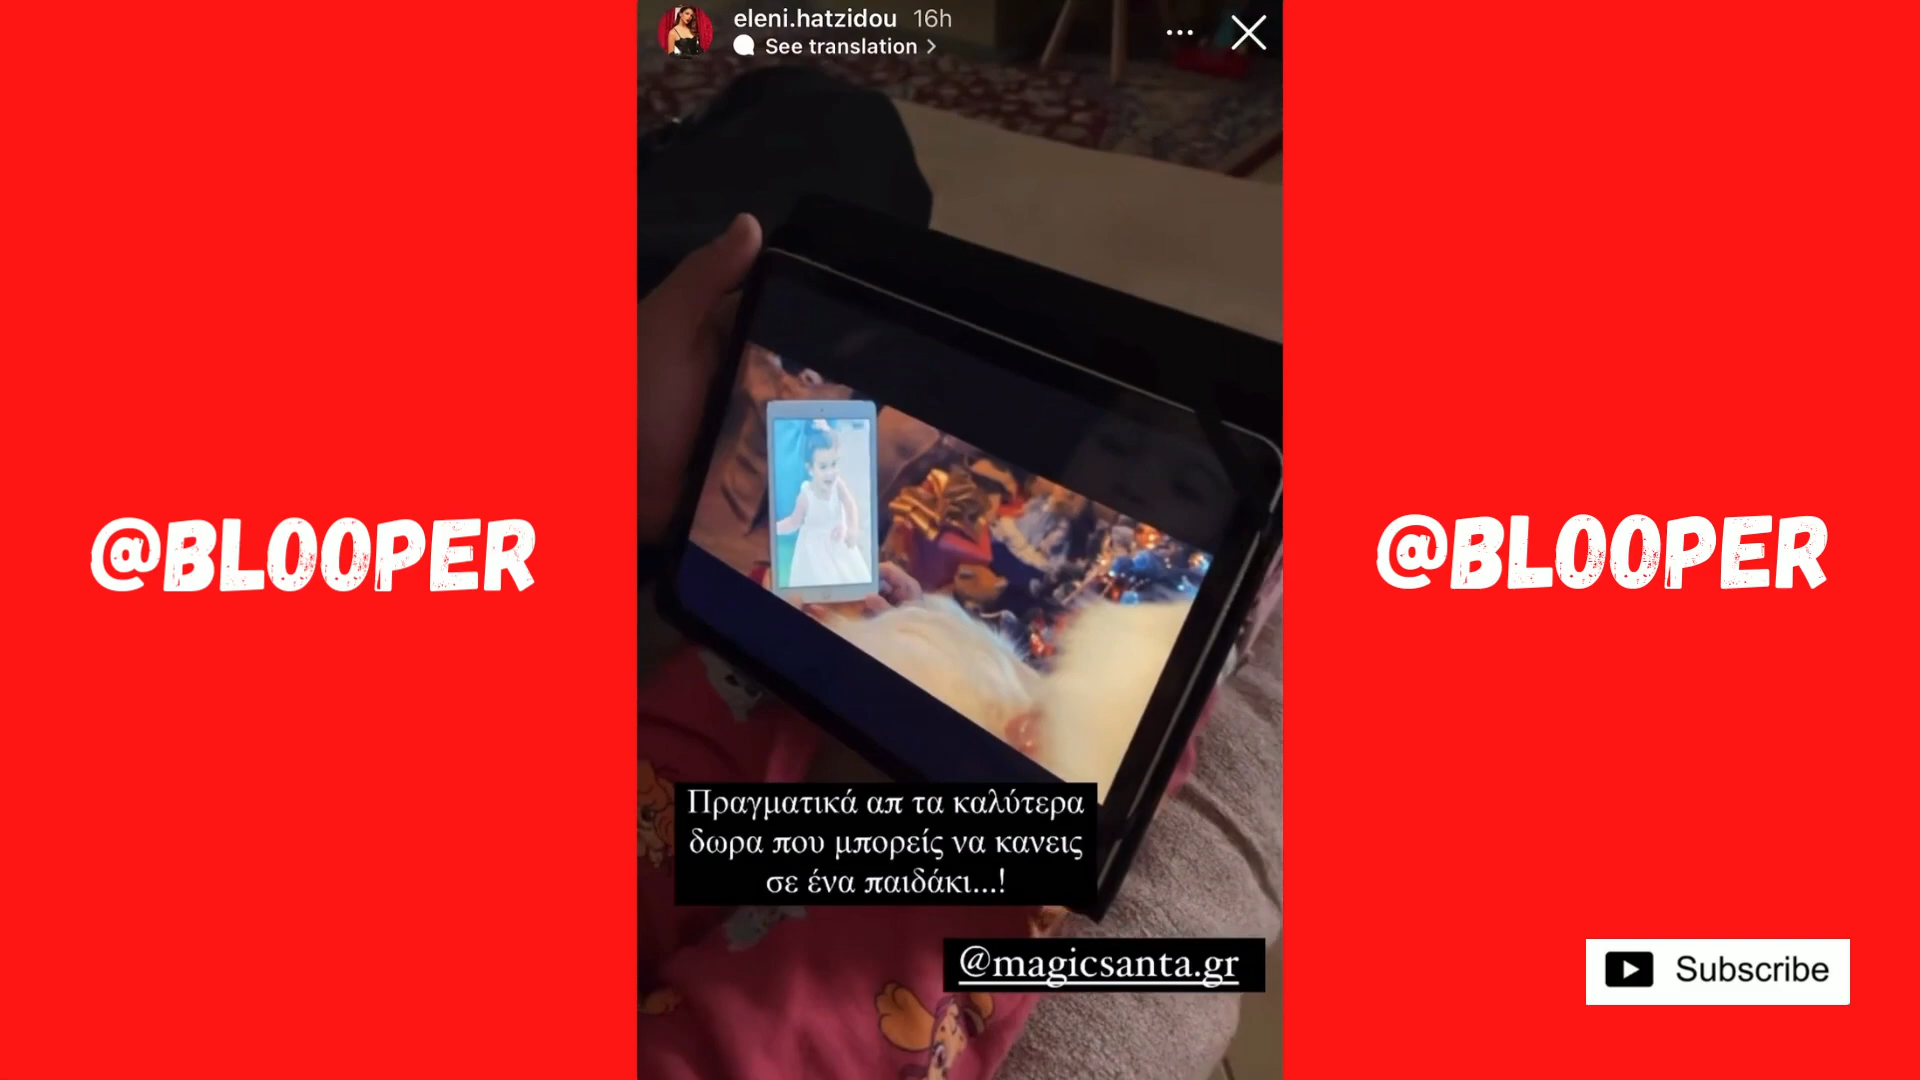 eleni.hatzidou 16h
See translation >
@BLOOPER
@BLOOPER
Πραγματικά απ τα καλύτερα
δωρα που μπορείς να κανεις
σε ένα παιδάκι...!
@magicsanta.gr
Subscribe